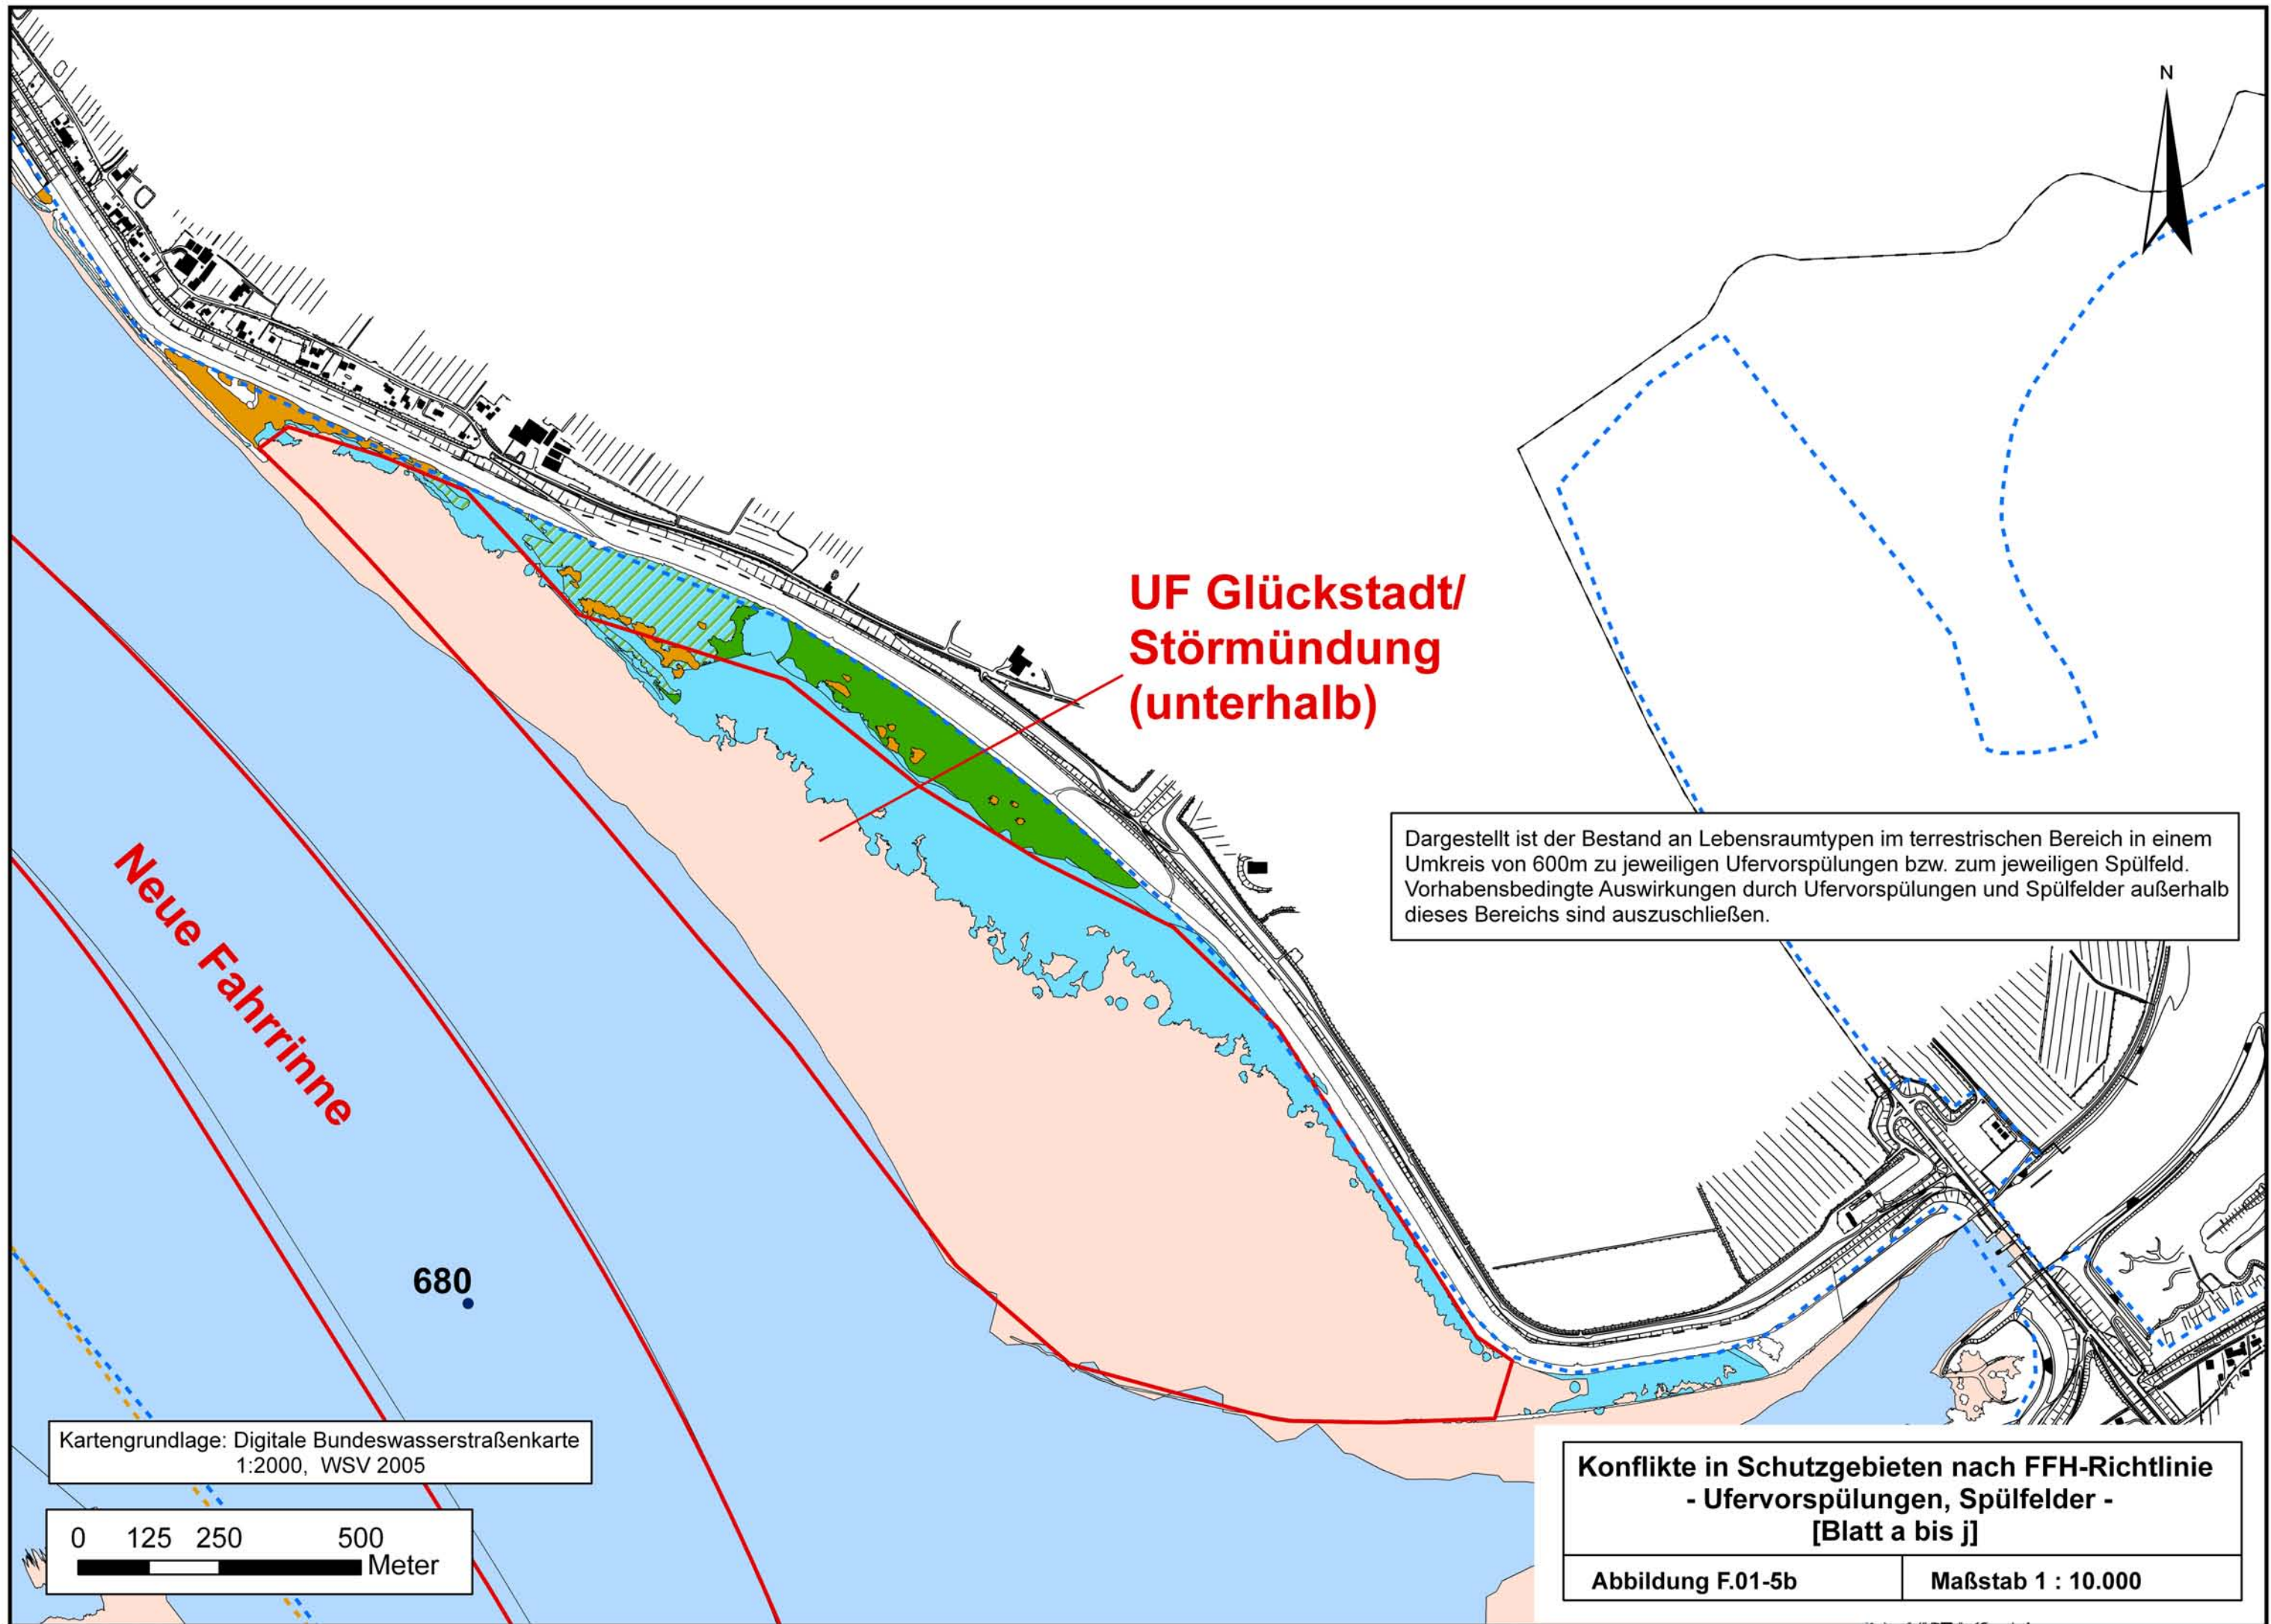 N
UF Glückstadt/
Störmündung
(unterhalb)
Dargestellt ist der Bestand an Lebensraumtypen im terrestrischen Bereich in einem
Umkreis von 600m zu jeweiligen Ufervorspülungen bzw. zum jeweiligen Spülfeld.
Vorhabensbedingte Auswirkungen durch Ufervorspülungen und Spülfelder außerhalb
dieses Bereichs sind auszuschließen.
Neue Fahrrinne
680
Kartengrundlage: Digitale Bundeswasserstraßenkarte
1:2000, WSV 2005
0 125 250 500
Meter
Konflikte in Schutzgebieten nach FFH-Richtlinie
- Ufervorspülungen, Spülfelder -
[Blatt a bis j]
Abbildung F.01-5b
Maßstab 1 : 10.000